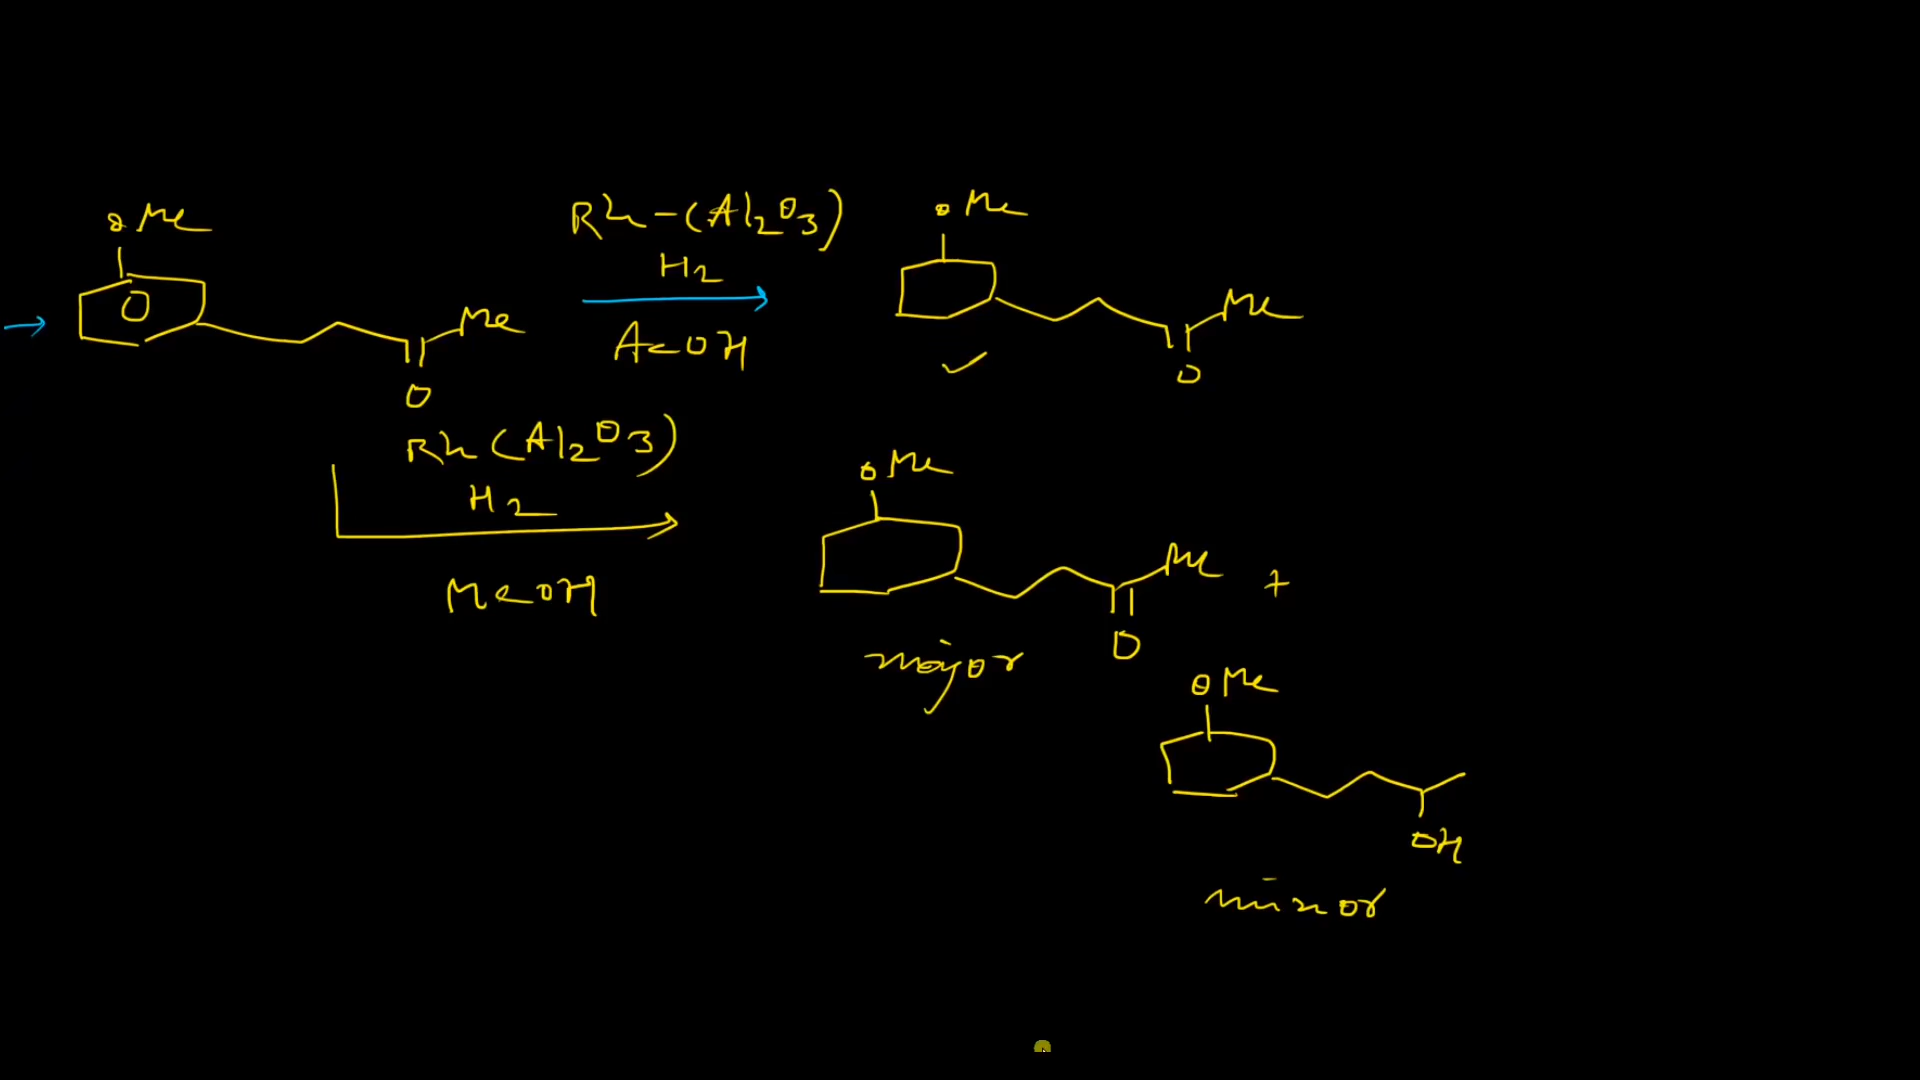 OMe
Me
O
Rh-(Al2O3)
H2
AcOH
OMe
Me
O
Rh(Al2O3)
H2
MeOH
OMe
Me
O
+
major
OMe
OH
minor